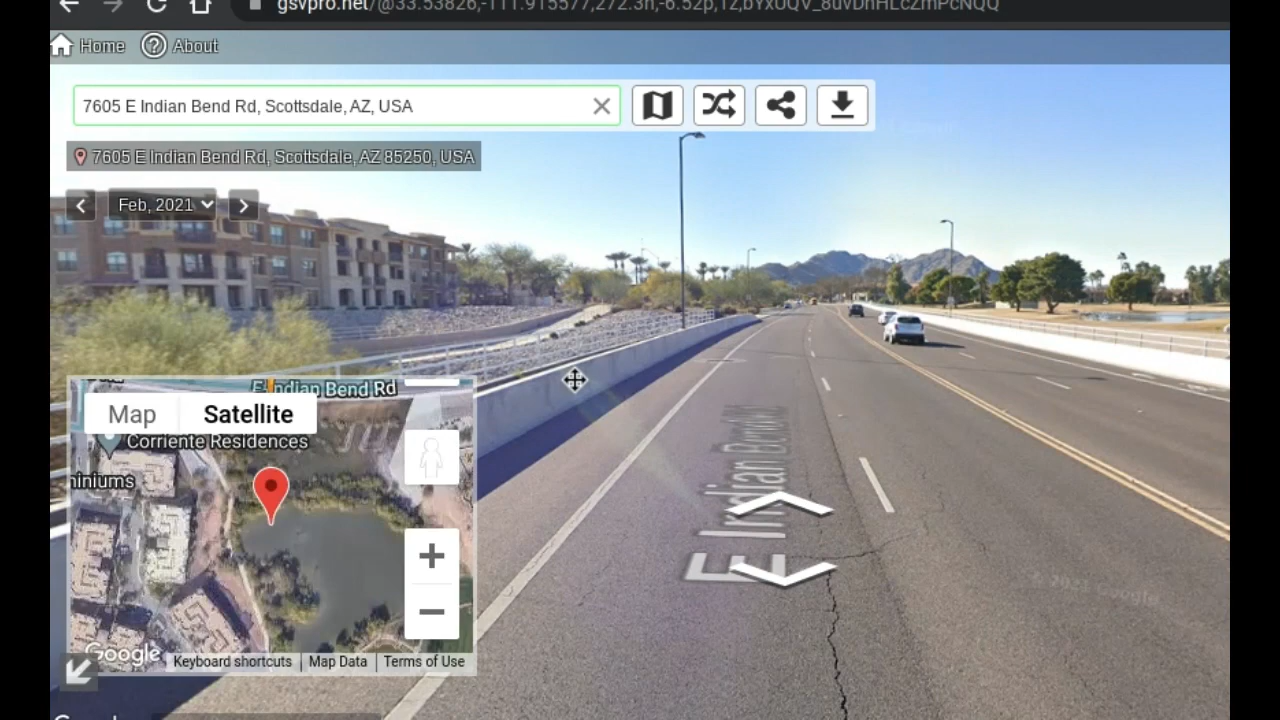 gsvpro.net/@33.53826,-111.915577,272.3h,-6.52p,1z,bYxUQV_8uvDnHLcZmPcNQQ
Home
About
7605 E Indian Bend Rd, Scottsdale, AZ, USA
7605 E Indian Bend Rd, Scottsdale, AZ 85250, USA
Feb, 2021
E Indian Bend Rd
E Indian Bend Rd
Map
Satellite
Corriente Residences
niniums
Google
Keyboard shortcuts
Map Data
Terms of Use
© 2021 Google
Google